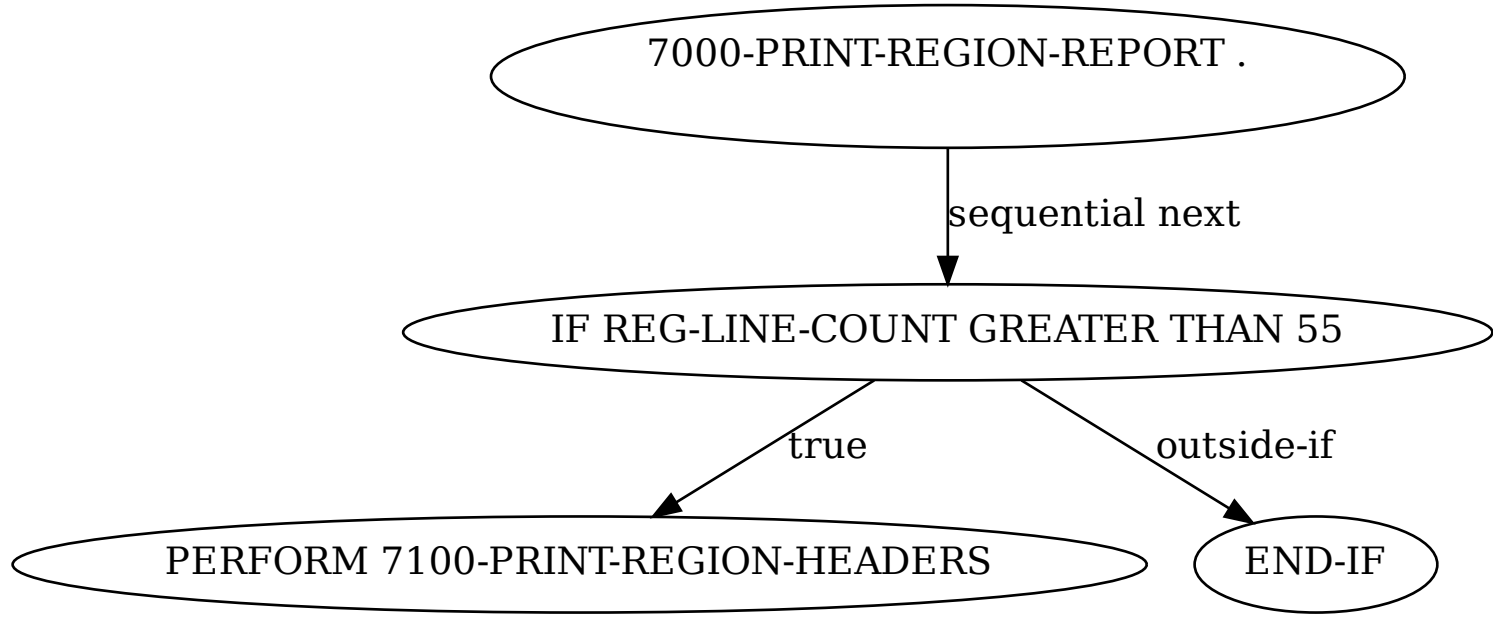 7000-PRINT-REGION-REPORT .
sequential next
IF REG-LINE-COUNT GREATER THAN 55
true
outside-if
PERFORM 7100-PRINT-REGION-HEADERS
END-IF